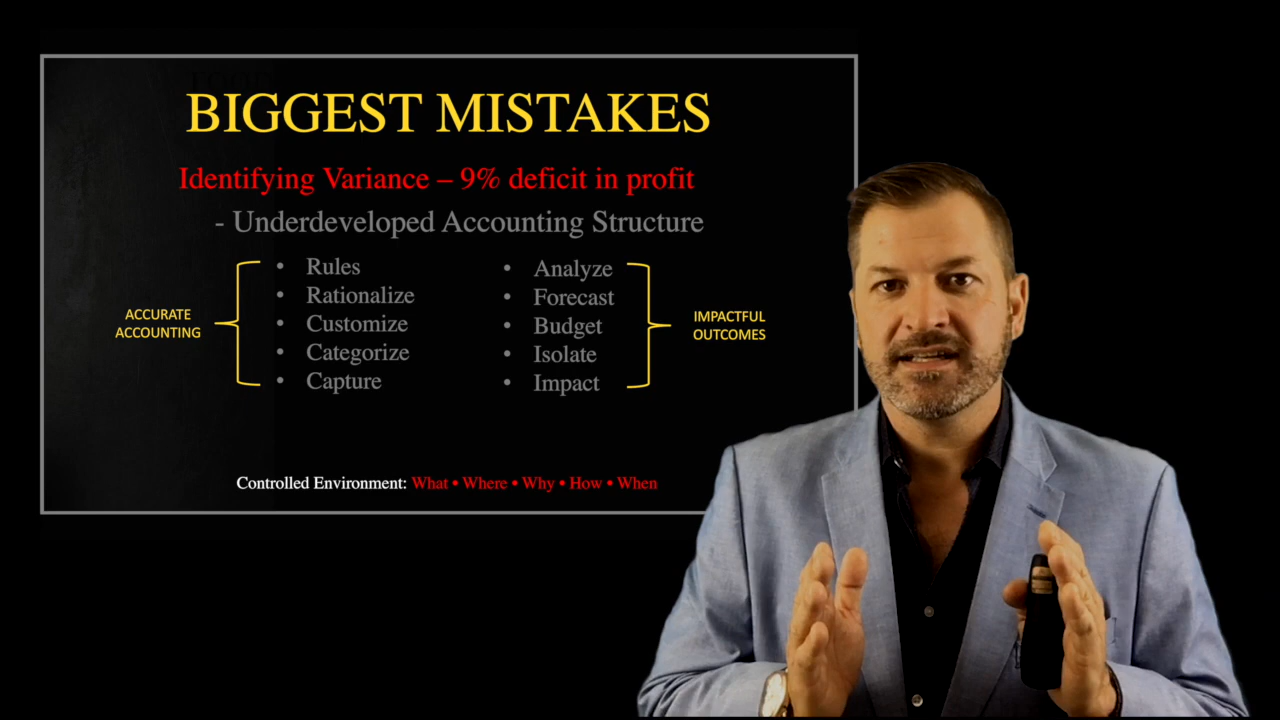 BIGGEST MISTAKES
Identifying Variance – 9% deficit in profit
- Underdeveloped Accounting Structure
ACCURATE
ACCOUNTING
• Rules
• Rationalize
• Customize
• Categorize
• Capture
• Analyze
• Forecast
• Budget
• Isolate
• Impact
IMPACTFUL
OUTCOMES
Controlled Environment: What • Where • Why • How • When